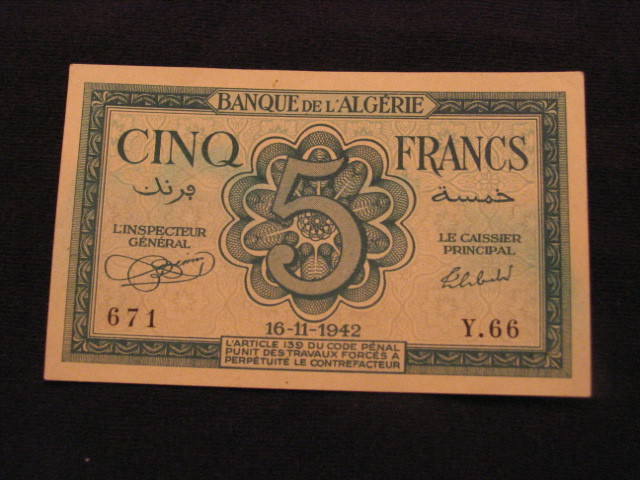 BANQUE DE L'ALGÉRIE
CINQ FRANCS
خمسة فرنك
5
L'INSPECTEUR
GÉNÉRAL
LE CAISSIER
PRINCIPAL
671
16-11-1942
Y.66
L'ARTICLE 139 DU CODE PÉNAL
PUNIT DES TRAVAUX FORCÉS À
PERPÉTUITÉ LE CONTREFACTEUR